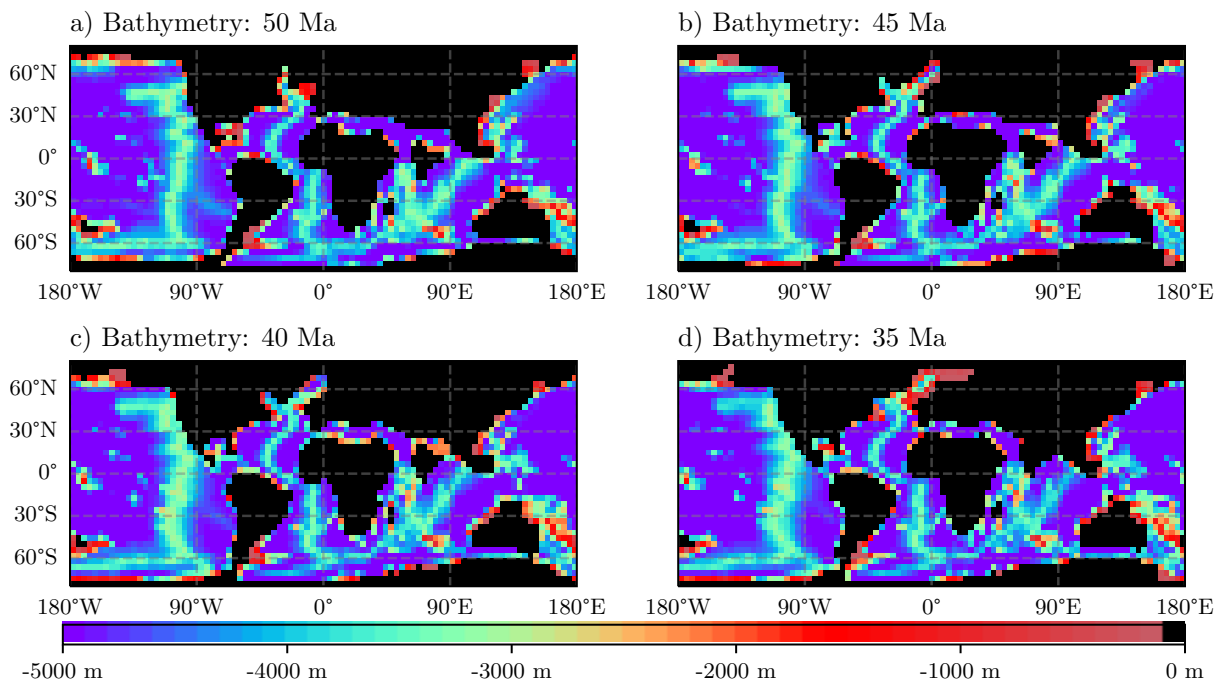 a) Bathymetry: 50 Ma
b) Bathymetry: 45 Ma
60°N
30°N
0°
30°S
60°S
180°W 90°W 0° 90°E 180°E
180°W 90°W 0° 90°E 180°E
c) Bathymetry: 40 Ma
d) Bathymetry: 35 Ma
60°N
30°N
0°
30°S
60°S
180°W 90°W 0° 90°E 180°E
180°W 90°W 0° 90°E 180°E
-5000 m -4000 m -3000 m -2000 m -1000 m 0 m